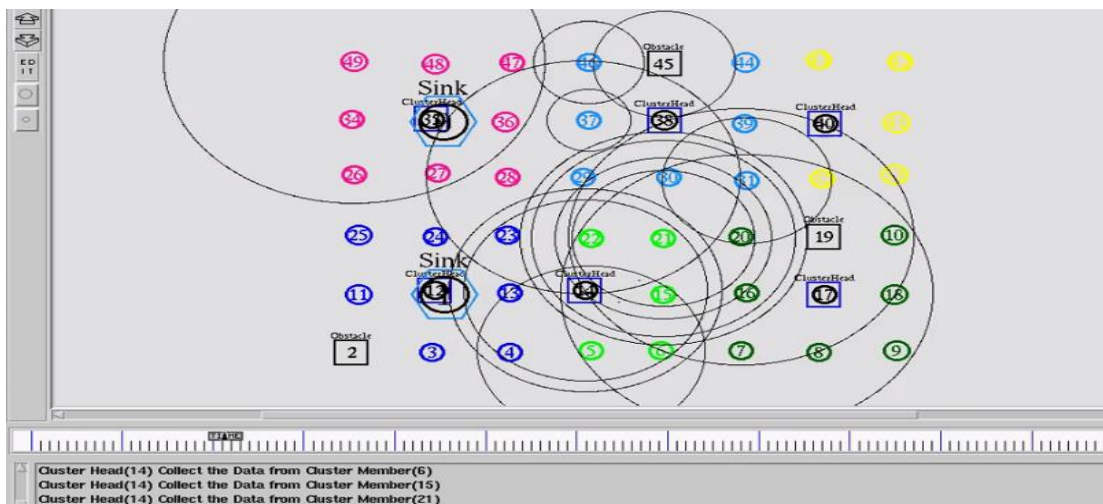 ED
IT
Obstacle
49 48 47 46 45 44
Sink
ClusterHead ClusterHead ClusterHead
34 36 37 38 39 40
26 27 28 29 30 31
25 24 23 22 21 20 19 10
Obstacle
Sink
ClusterHead ClusterHead ClusterHead
11 12 13 14 15 16 17 18
Obstacle
2 3 4 5 6 7 8 9
TIME
Cluster Head(14) Collect the Data from Cluster Member(6)
Cluster Head(14) Collect the Data from Cluster Member(15)
Cluster Head(14) Collect the Data from Cluster Member(21)